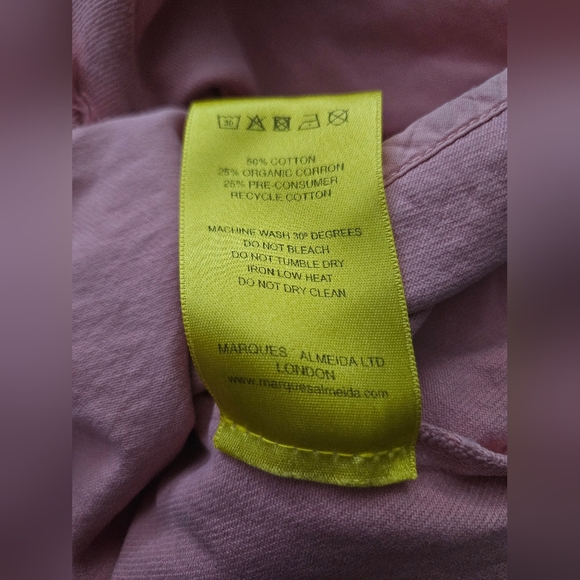 30
50% COTTON
25% ORGANIC CORRON
25% PRE-CONSUMER
RECYCLE COTTON
MACHINE WASH 30º DEGREES
DO NOT BLEACH
DO NOT TUMBLE DRY
IRON LOW HEAT
DO NOT DRY CLEAN
MARQUES ALMEIDA LTD
LONDON
www.marquesalmeida.com